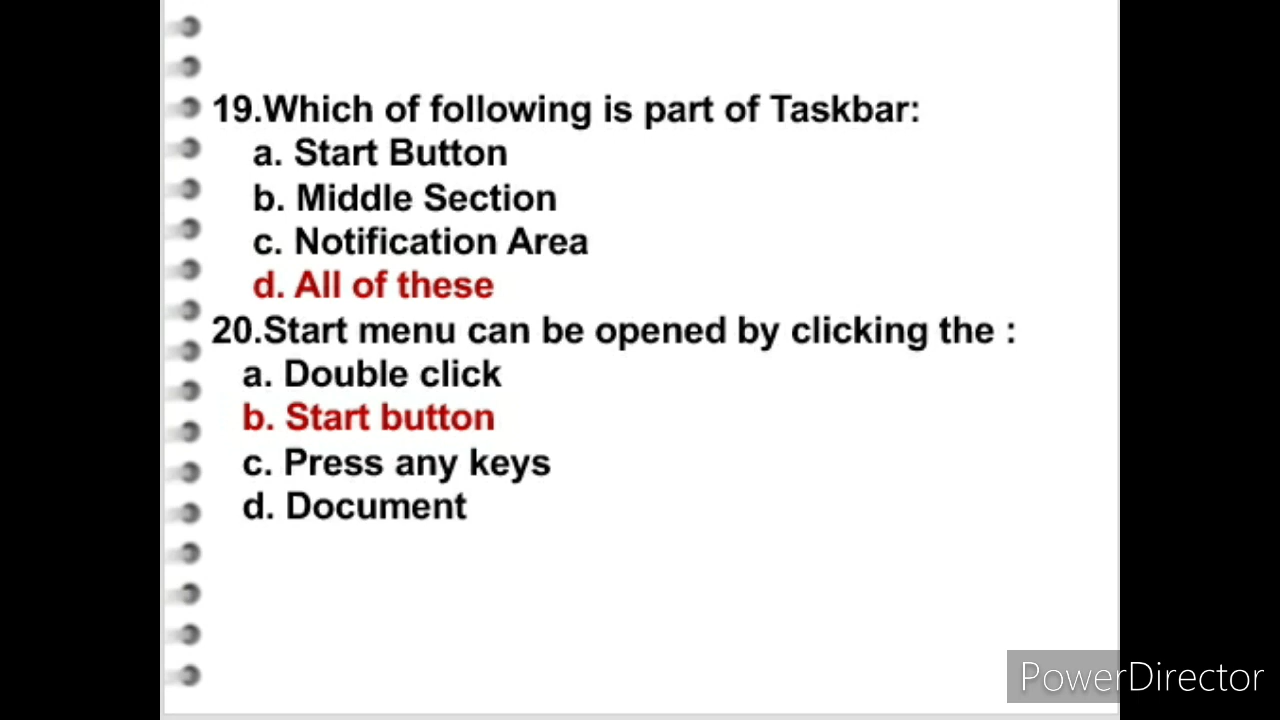 19.Which of following is part of Taskbar:
a. Start Button
b. Middle Section
c. Notification Area
d. All of these
20.Start menu can be opened by clicking the :
a. Double click
b. Start button
c. Press any keys
d. Document
PowerDirector